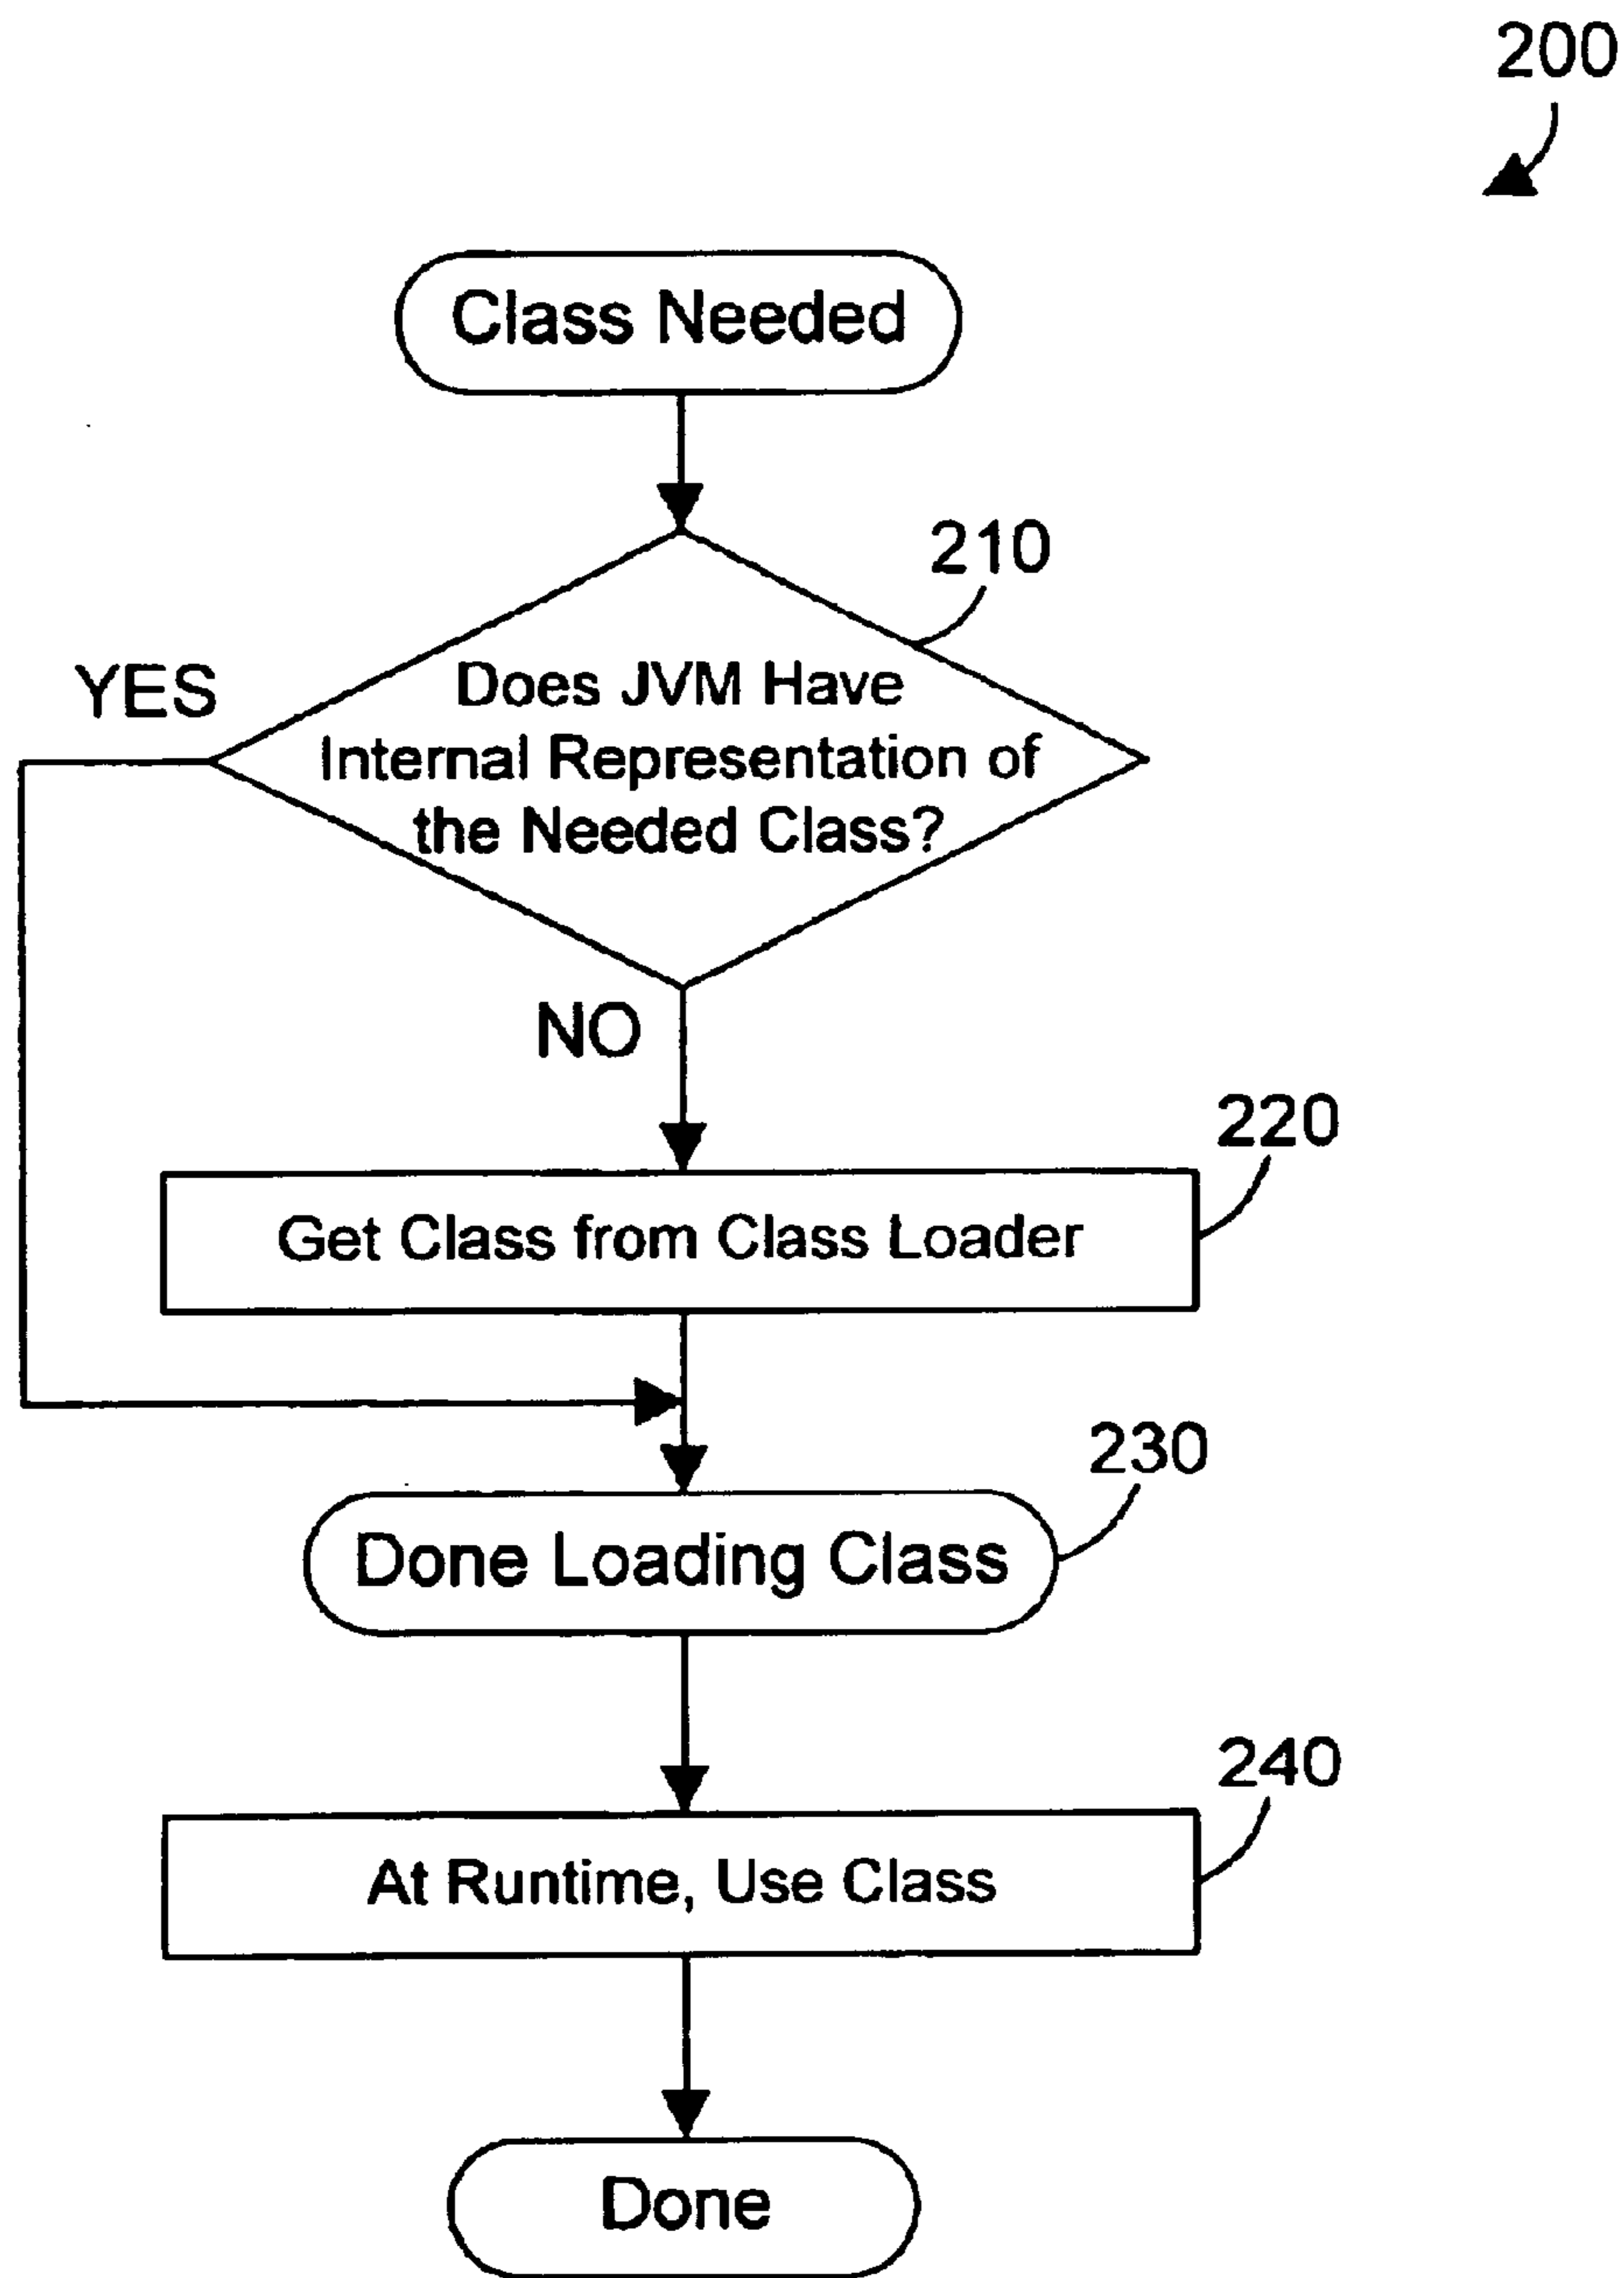 200
Class Needed
210
YES
Does JVM Have
Internal Representation of
the Needed Class?
NO
220
Get Class from Class Loader
230
Done Loading Class
240
At Runtime, Use Class
Done